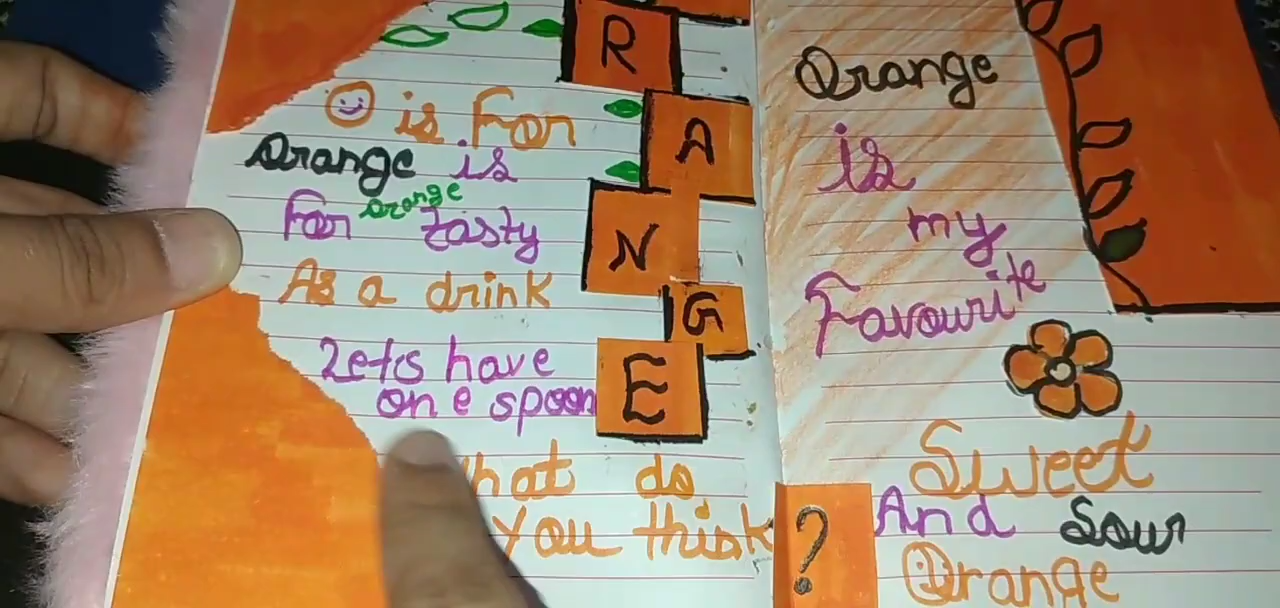 R
A
N
G
E
is For
Orange is
For orange tasty
As a drink
Lets have
one spoon
hat do
You think
?
Orange
is
my
Favourite
Sweet
And Sour
Orange